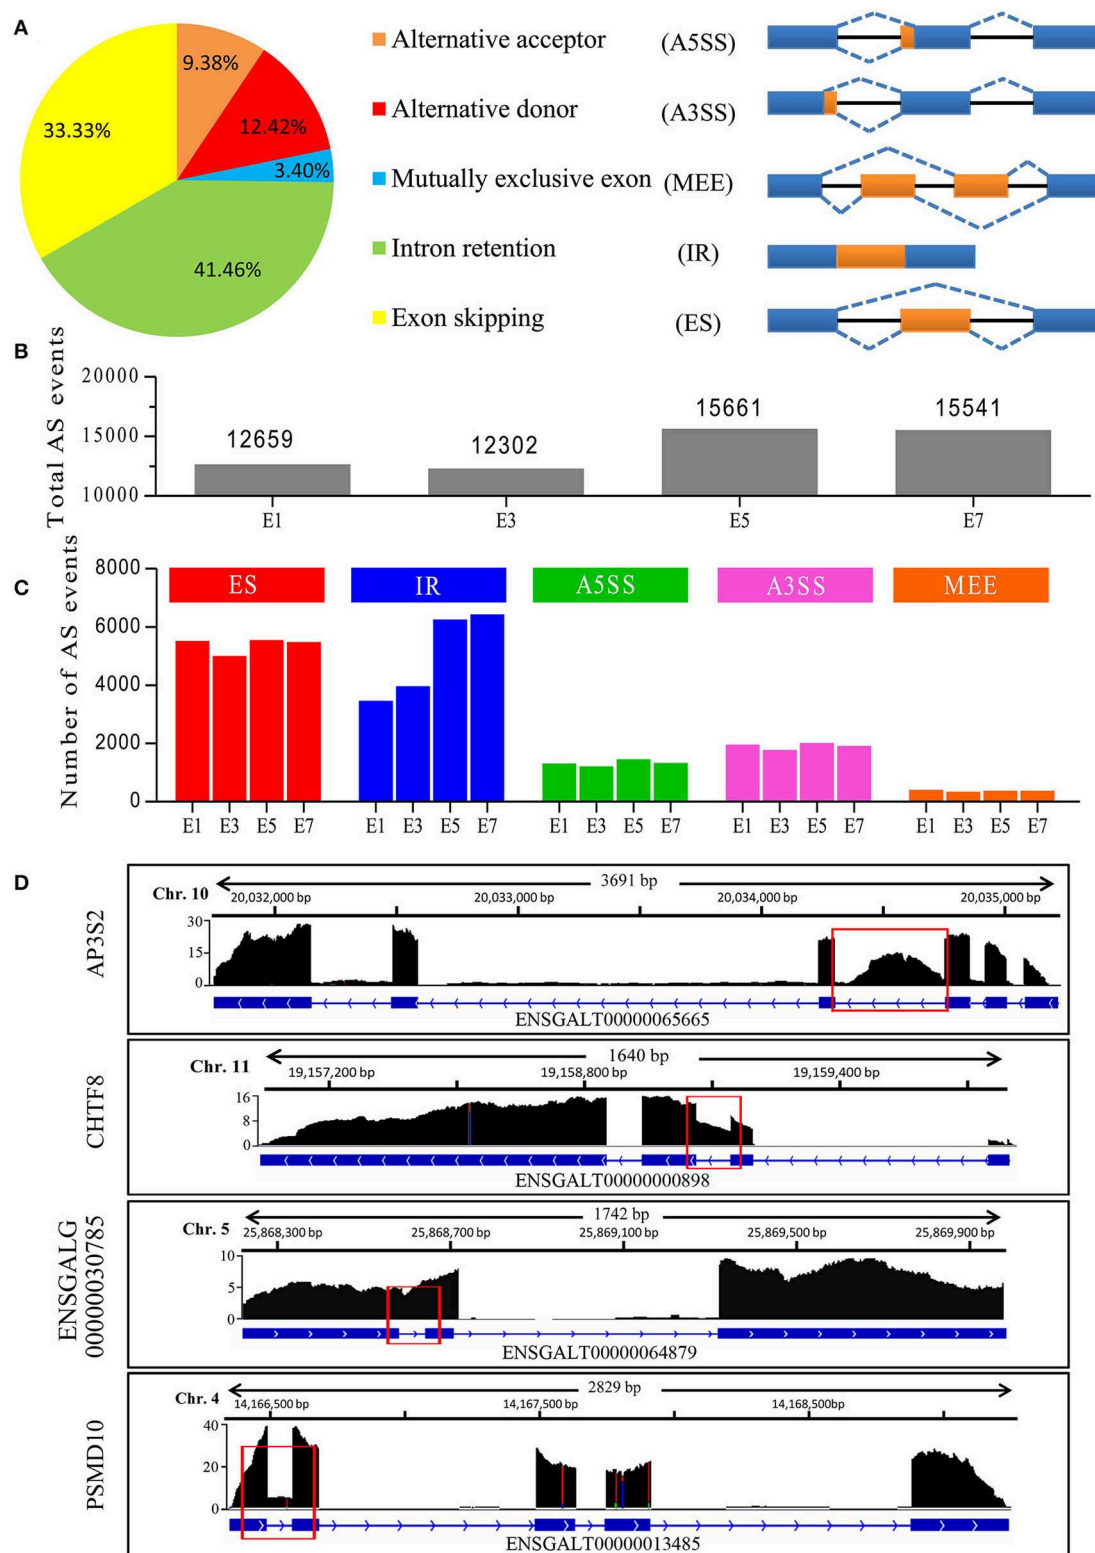 A
9.38%
12.42%
3.40%
41.46%
33.33%
Alternative acceptor (A5SS)
Alternative donor (A3SS)
Mutually exclusive exon (MEE)
Intron retention (IR)
Exon skipping (ES)
B
Total AS events
20000
15000
10000
12659
12302
15661
15541
E1 E3 E5 E7
C
Number of AS events
8000
6000
4000
2000
0
ES IR A5SS A3SS MEE
E1 E3 E5 E7 E1 E3 E5 E7 E1 E3 E5 E7 E1 E3 E5 E7 E1 E3 E5 E7
D
AP3S2
3691 bp
Chr. 10
20,032,000 bp 20,033,000 bp 20,034,000 bp 20,035,000 bp
30
15
0
ENSGALT00000065665
CHTF8
1640 bp
Chr. 11
19,157,200 bp 19,158,800 bp 19,159,400 bp
16
8
0
ENSGALT00000000898
ENSGALG
00000030785
1742 bp
Chr. 5
25,868,300 bp 25,868,700 bp 25,869,100 bp 25,869,500 bp 25,869,900 bp
10
5
0
ENSGALT00000064879
PSMD10
2829 bp
Chr. 4
14,166,500 bp 14,167,500 bp 14,168,500 bp
40
20
0
ENSGALT00000013485